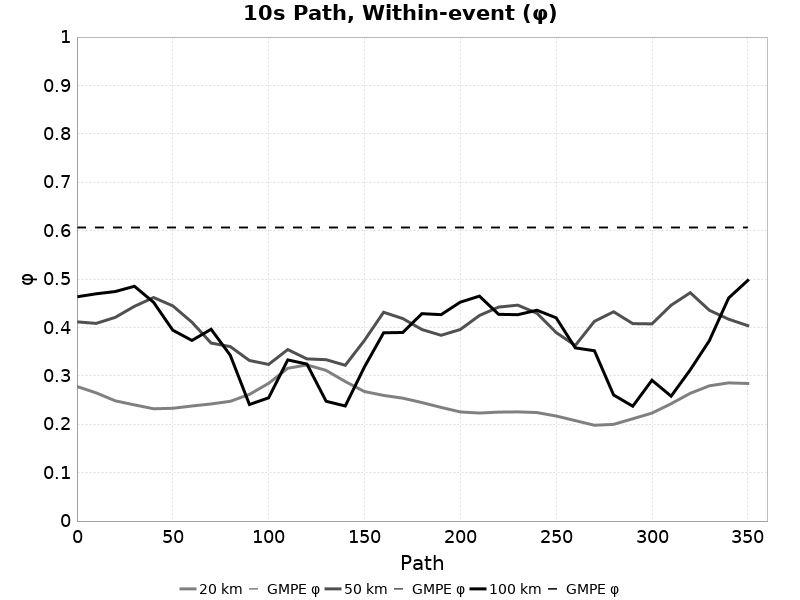 10s Path, Within-event (φ)
1
0.9
0.8
0.7
0.6
0.5
0.4
0.3
0.2
0.1
0
φ
0 50 100 150 200 250 300 350
Path
20 km GMPE φ 50 km GMPE φ 100 km GMPE φ